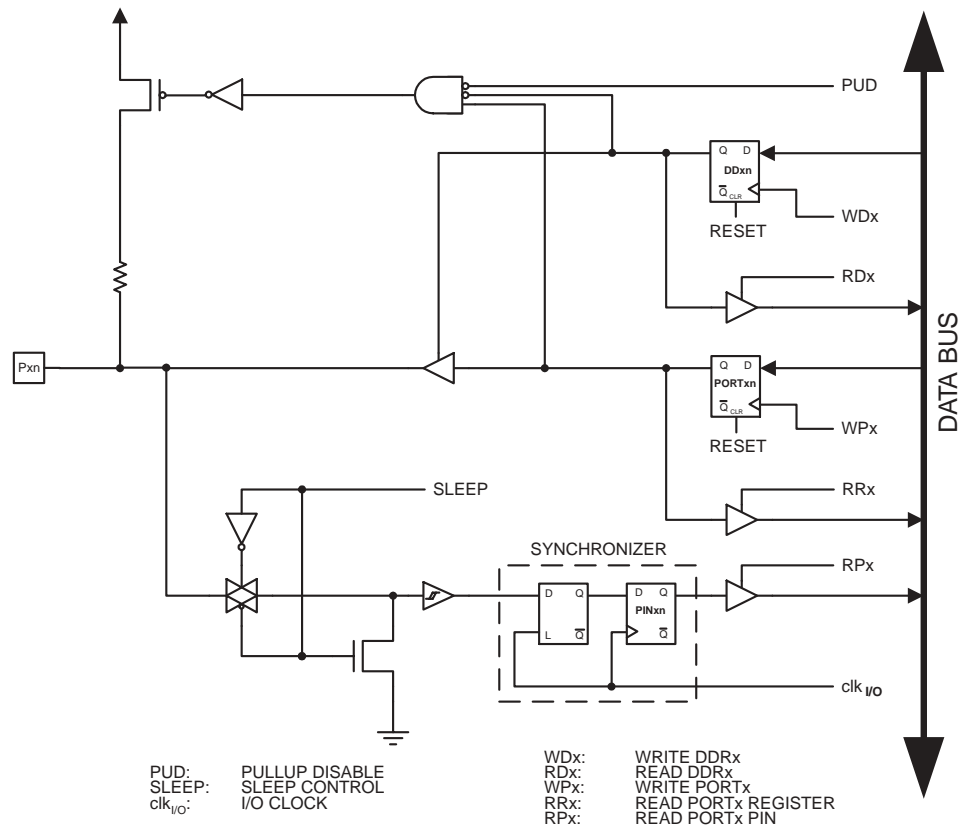 PUD
Q D
DDxn
Q CLR
WDx
RESET
RDx
Pxn
Q D
PORTxn
Q CLR
WPx
RESET
DATA BUS
SLEEP
RRx
SYNCHRONIZER
RPx
D Q
L Q
D Q
PINxn
Q
clk I/O
PUD: PULLUP DISABLE
SLEEP: SLEEP CONTROL
clkI/O: I/O CLOCK
WDx: WRITE DDRx
RDx: READ DDRx
WPx: WRITE PORTx
RRx: READ PORTx REGISTER
RPx: READ PORTx PIN